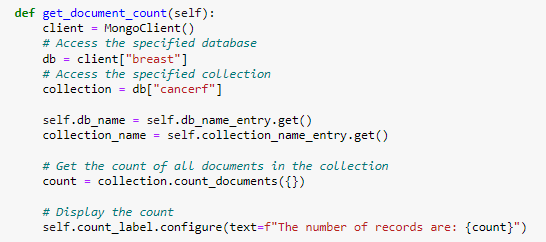 def get_document_count(self):
    client = MongoClient()
    # Access the specified database
    db = client["breast"]
    # Access the specified collection
    collection = db["cancerf"]

    self.db_name = self.db_name_entry.get()
    collection_name = self.collection_name_entry.get()

    # Get the count of all documents in the collection
    count = collection.count_documents({})

    # Display the count
    self.count_label.configure(text=f"The number of records are: {count}")